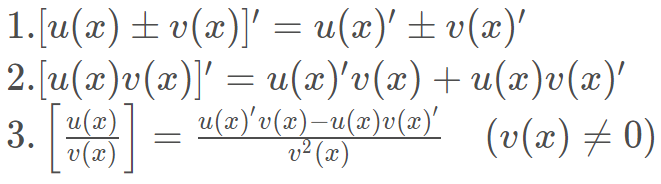 1.[u(x) ± v(x)]′ = u(x)′ ± v(x)′
2.[u(x)v(x)]′ = u(x)′v(x) + u(x)v(x)′
3. [u(x)/v(x)] = (u(x)′v(x)−u(x)v(x)′)/v²(x) (v(x) ≠ 0)